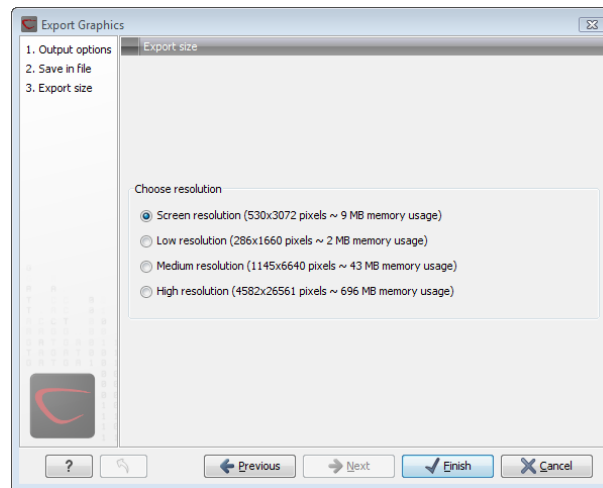 Export Graphics
1. Output options
2. Save in file
3. Export size
Export size
Choose resolution
Screen resolution (530x3072 pixels ~ 9 MB memory usage)
Low resolution (286x1660 pixels ~ 2 MB memory usage)
Medium resolution (1145x6640 pixels ~ 43 MB memory usage)
High resolution (4582x26561 pixels ~ 696 MB memory usage)
?
Previous
Next
Finish
Cancel